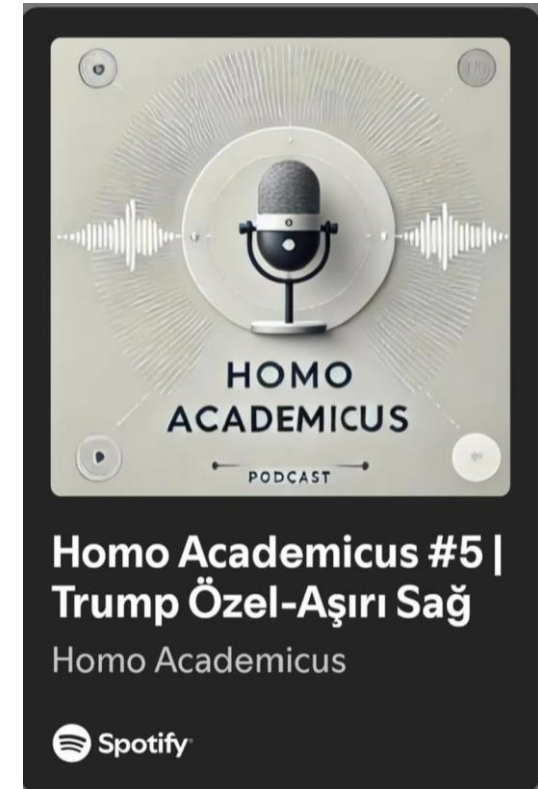 HOMO
ACADEMICUS
PODCAST
Homo Academicus #5 |
Trump Özel-Aşırı Sağ
Homo Academicus
Spotify